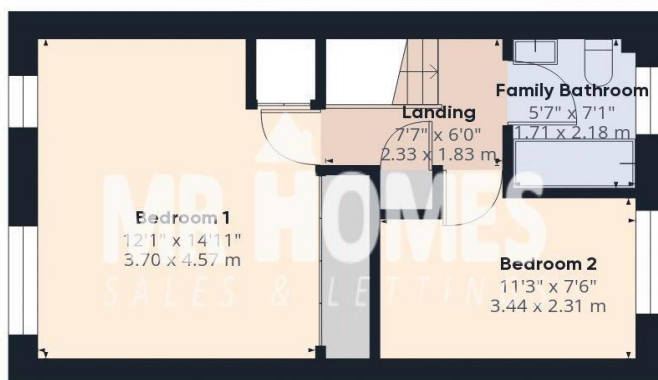 Family Bathroom
5'7" x 7'1"
1.71 x 2.18 m
Landing
7'7" x 6'0"
2.33 x 1.83 m
MB HOMES
SALES & LETTINGS
Bedroom 1
12'1" x 14'11"
3.70 x 4.57 m
Bedroom 2
11'3" x 7'6"
3.44 x 2.31 m